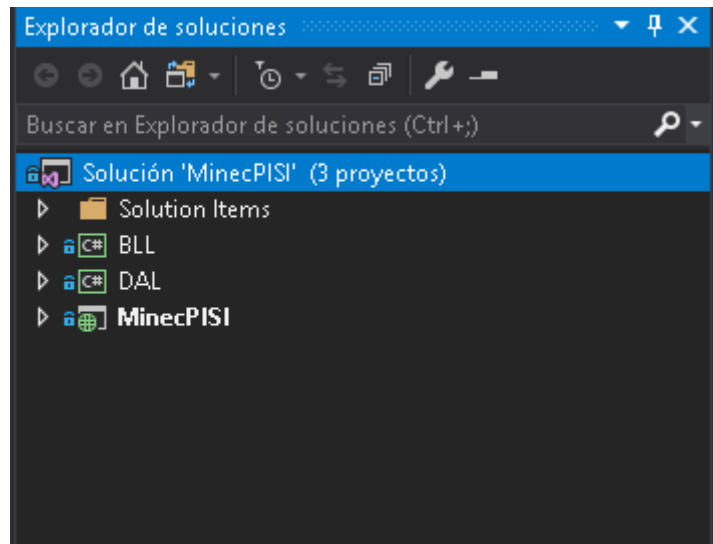 Explorador de soluciones
Buscar en Explorador de soluciones (Ctrl+;)
Solución 'MinecPISI' (3 proyectos)
Solution Items
C# BLL
C# DAL
MinecPISI